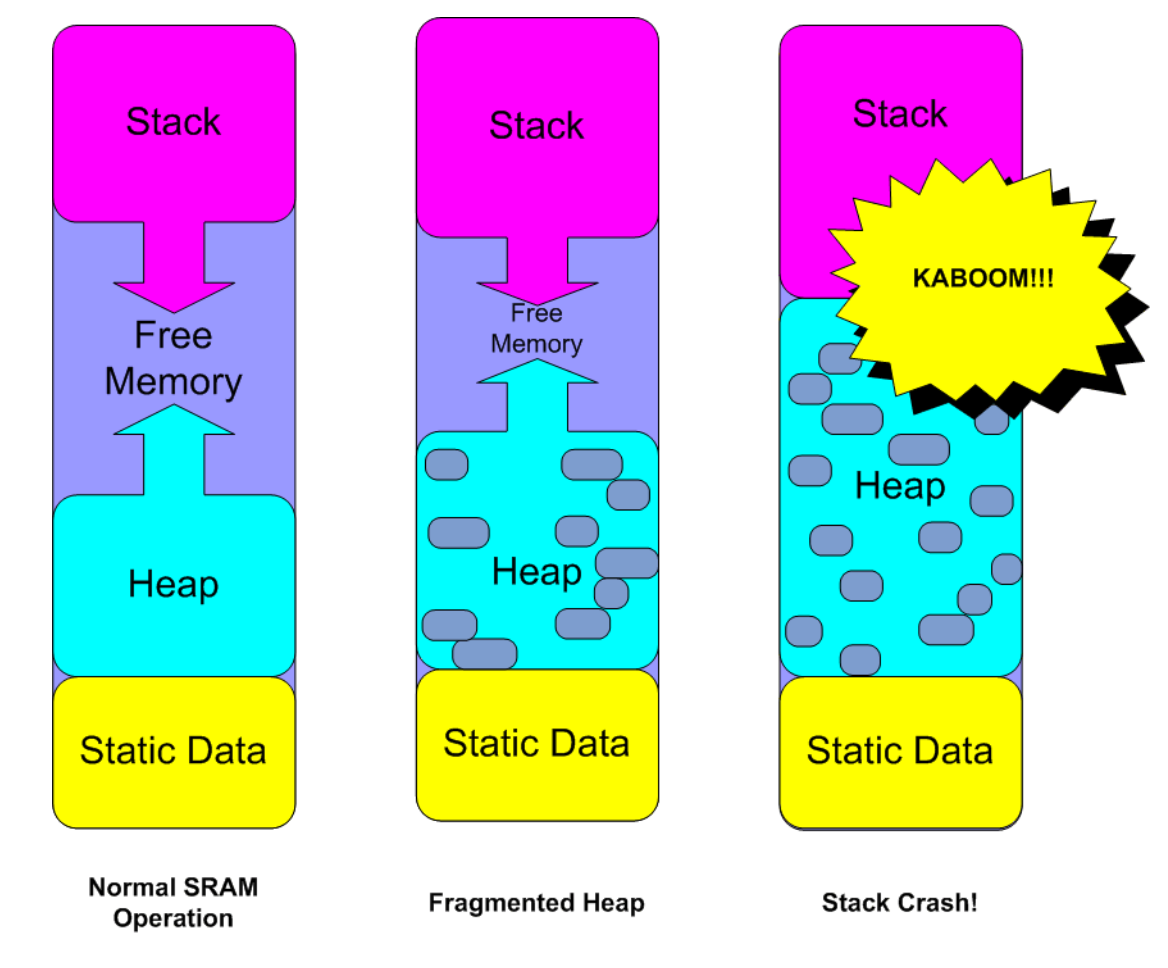 Stack
Free
Memory
Heap
Static Data
Normal SRAM
Operation
Stack
Free
Memory
Heap
Static Data
Fragmented Heap
Stack
KABOOM!!!
Heap
Static Data
Stack Crash!